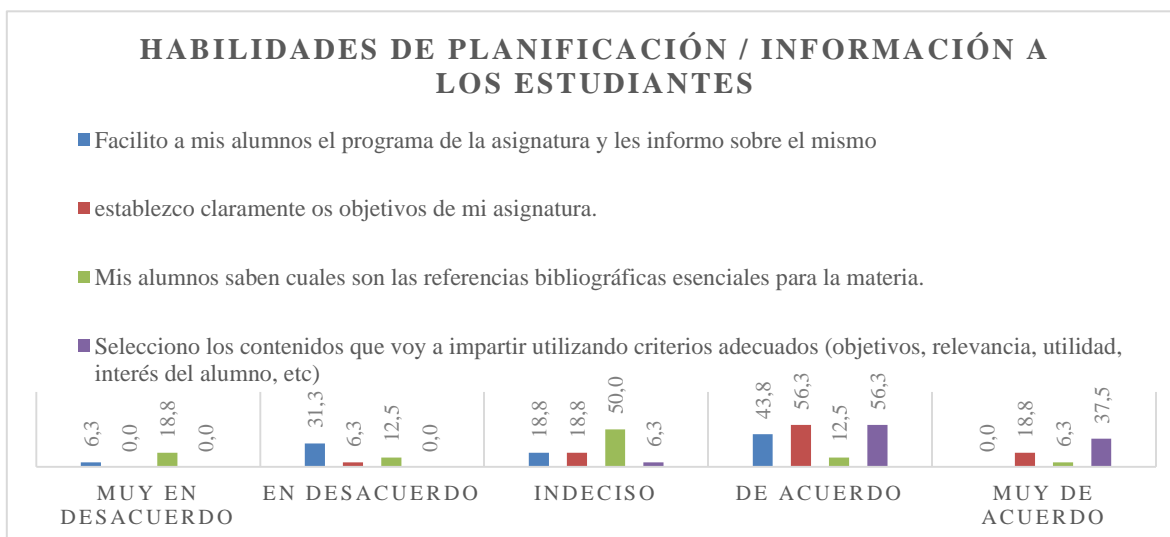 HABILIDADES DE PLANIFICACIÓN / INFORMACIÓN A
LOS ESTUDIANTES
Facilito a mis alumnos el programa de la asignatura y les informo sobre el mismo
establezco claramente os objetivos de mi asignatura.
Mis alumnos saben cuales son las referencias bibliográficas esenciales para la materia.
Selecciono los contenidos que voy a impartir utilizando criterios adecuados (objetivos, relevancia, utilidad,
interés del alumno, etc)
6,3
0,0
18,8
0,0
31,3
6,3
12,5
0,0
18,8
18,8
50,0
6,3
43,8
56,3
12,5
56,3
0,0
18,8
6,3
37,5
MUY EN
DESACUERDO
EN DESACUERDO
INDECISO
DE ACUERDO
MUY DE
ACUERDO